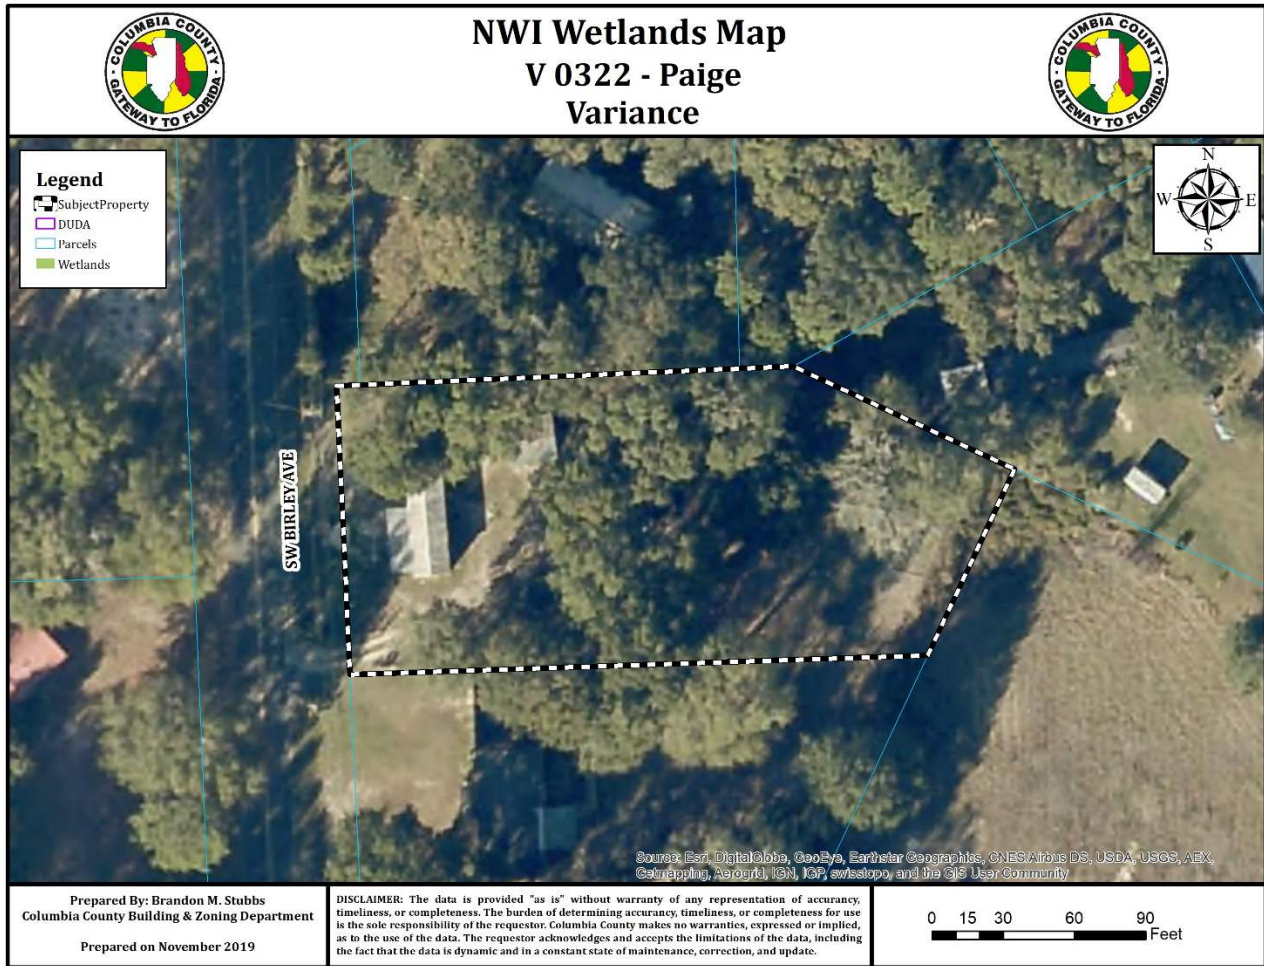 COLUMBIA COUNTY
GATEWAY TO FLORIDA
NWI Wetlands Map
V 0322 - Paige
Variance
COLUMBIA COUNTY
GATEWAY TO FLORIDA
Legend
SubjectProperty
DUDA
Parcels
Wetlands
N
W E
S
SW BIRLEY AVE
Source: Esri, DigitalGlobe, GeoEye, Earthstar Geographics, CNES/Airbus DS, USDA, USGS, AEX,
Getmapping, Aerogrid, IGN, IGP, swisstopo, and the GIS User Community
Prepared By: Brandon M. Stubbs
Columbia County Building & Zoning Department
Prepared on November 2019
DISCLAIMER: The data is provided "as is" without warranty of any representation of accuracy,
timeliness, or completeness. The burden of determining accuracy, timeliness, or completeness for use
is the sole responsibility of the requestor. Columbia County makes no warranties, expressed or implied,
as to the use of the data. The requestor acknowledges and accepts the limitations of the data, including
the fact that the data is dynamic and in a constant state of maintenance, correction, and update.
0 15 30 60 90
Feet